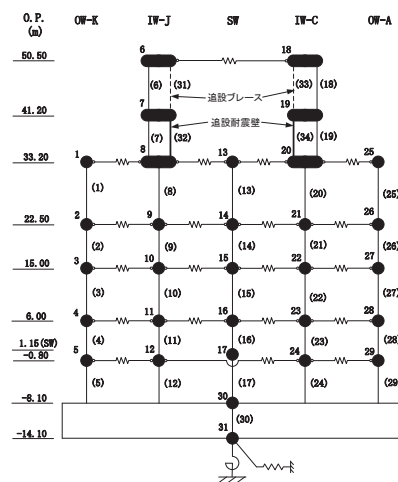 O.P. OW-K IW-J SW IW-C OW-A
(m)
50.50 6 18
(6) (31) (33) (18)
追設ブレース
41.20 7 19
追設耐震壁
(7) (32) (34) (19)
33.20 1 8 13 20 25
(1) (8) (13) (20) (25)
22.50 2 9 14 21 26
(2) (9) (14) (21) (26)
15.00 3 10 15 22 27
(3) (10) (15) (22) (27)
6.00 4 11 16 23 28
(4) (11) (16) (23) (28)
1.15(SW) 17
-0.80 5 12 24 29
(5) (12) (17) (24) (29
-8.10 30
(30)
-14.10 31